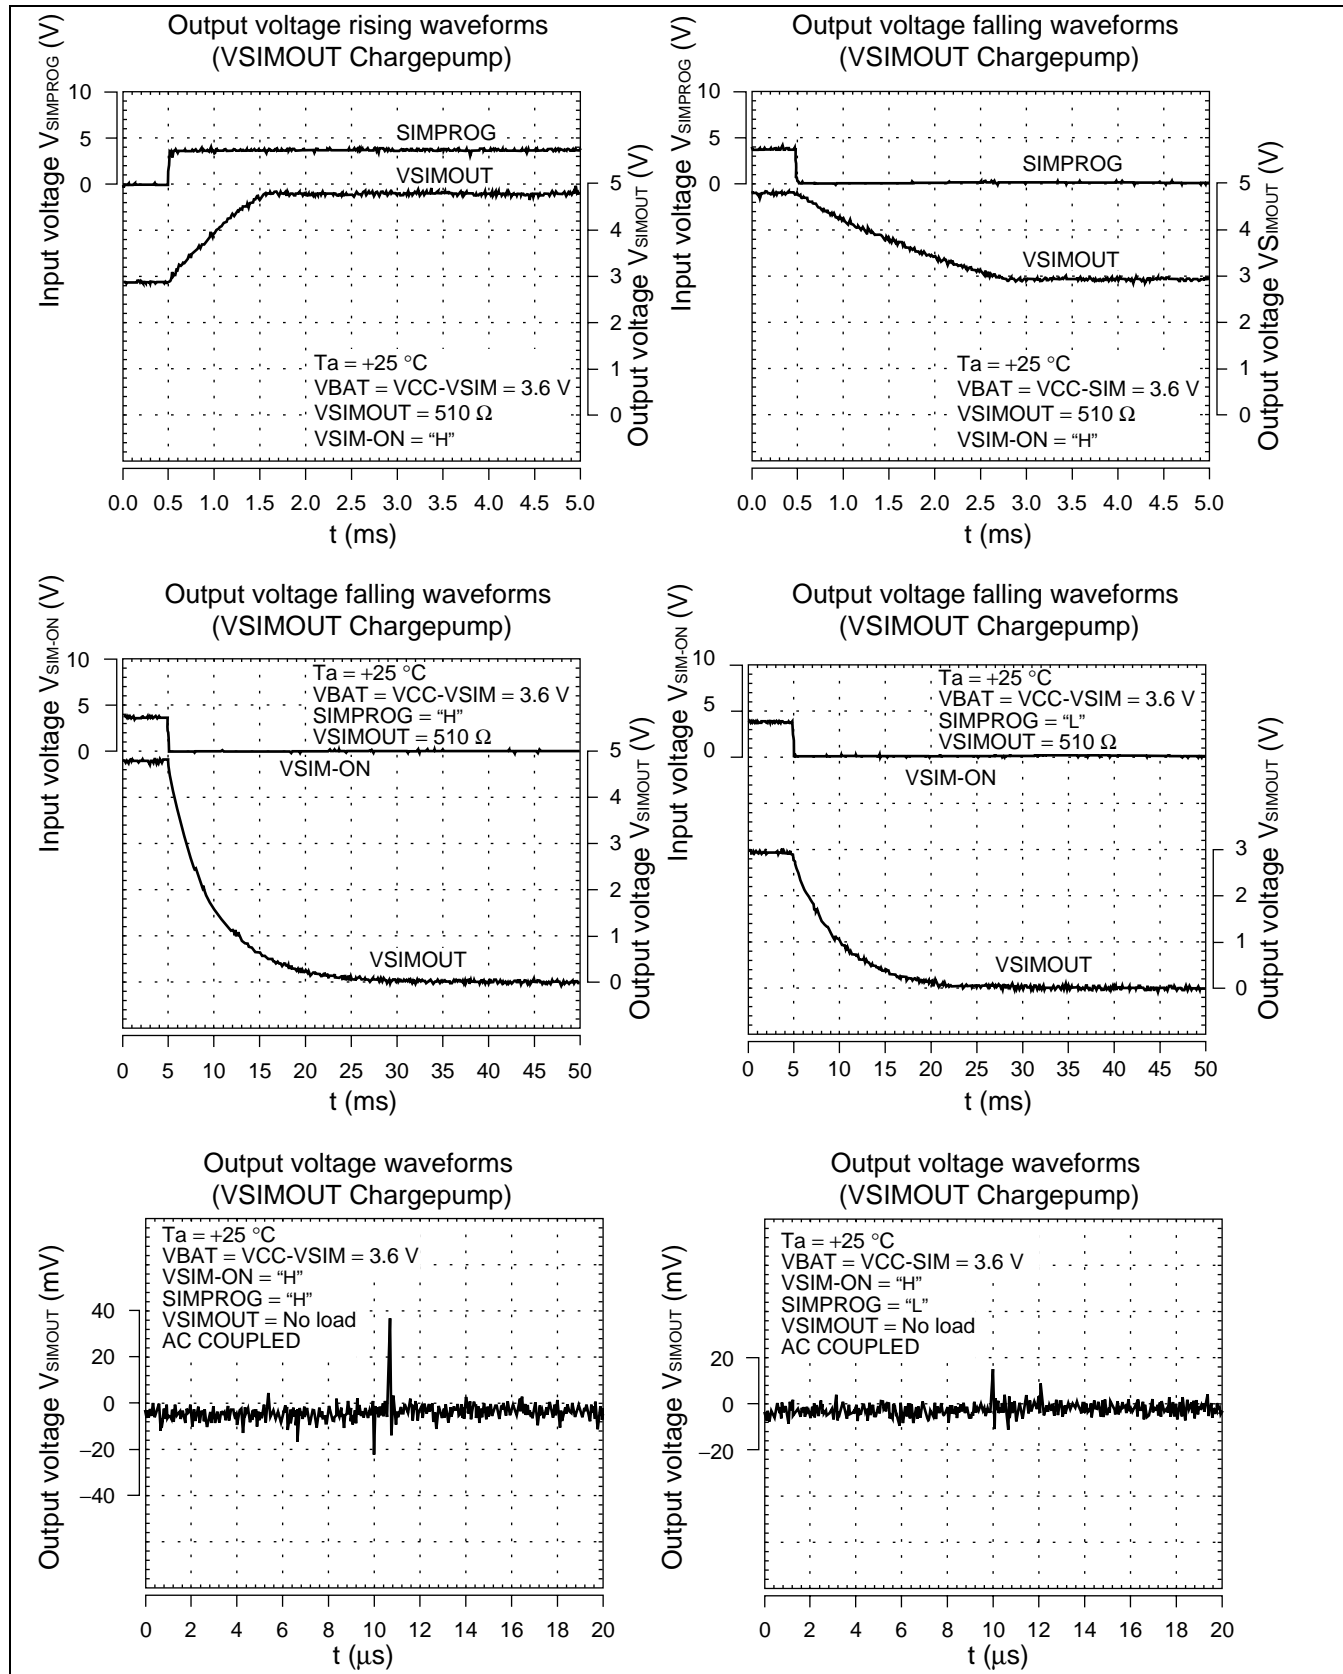 Output voltage rising waveforms
(VSIMOUT Chargepump)
Input voltage VSIMPROG (V)
10
5
0
SIMPROG
VSIMOUT
Output voltage VSIMOUT (V)
5
4
3
2
1
0
Ta = +25 °C
VBAT = VCC-VSIM = 3.6 V
VSIMOUT = 510 Ω
VSIM-ON = “H”
0.0 0.5 1.0 1.5 2.0 2.5 3.0 3.5 4.0 4.5 5.0
t (ms)
Output voltage falling waveforms
(VSIMOUT Chargepump)
Input voltage VSIMPROG (V)
10
5
0
SIMPROG
VSIMOUT
Output voltage VSIMOUT (V)
5
4
3
2
1
0
Ta = +25 °C
VBAT = VCC-SIM = 3.6 V
VSIMOUT = 510 Ω
VSIM-ON = “H”
0.0 0.5 1.0 1.5 2.0 2.5 3.0 3.5 4.0 4.5 5.0
t (ms)
Output voltage falling waveforms
(VSIMOUT Chargepump)
Input voltage VSIM-ON (V)
10
5
0
Ta = +25 °C
VBAT = VCC-VSIM = 3.6 V
SIMPROG = “H”
VSIMOUT = 510 Ω
VSIM-ON
VSIMOUT
Output voltage VSIMOUT (V)
5
4
3
2
1
0
0 5 10 15 20 25 30 35 40 45 50
t (ms)
Output voltage falling waveforms
(VSIMOUT Chargepump)
Input voltage VSIM-ON (V)
10
5
0
Ta = +25 °C
VBAT = VCC-VSIM = 3.6 V
SIMPROG = “L”
VSIMOUT = 510 Ω
VSIM-ON
VSIMOUT
Output voltage VSIMOUT (V)
3
2
1
0
0 5 10 15 20 25 30 35 40 45 50
t (ms)
Output voltage waveforms
(VSIMOUT Chargepump)
Output voltage VSIMOUT (mV)
Ta = +25 °C
VBAT = VCC-VSIM = 3.6 V
VSIM-ON = “H”
SIMPROG = “H”
VSIMOUT = No load
AC COUPLED
40
20
0
−20
−40
0 2 4 6 8 10 12 14 16 18 20
t (μs)
Output voltage waveforms
(VSIMOUT Chargepump)
Output voltage VSIMOUT (mV)
Ta = +25 °C
VBAT = VCC-SIM = 3.6 V
VSIM-ON = “H”
SIMPROG = “L”
VSIMOUT = No load
AC COUPLED
20
0
−20
0 2 4 6 8 10 12 14 16 18 20
t (μs)